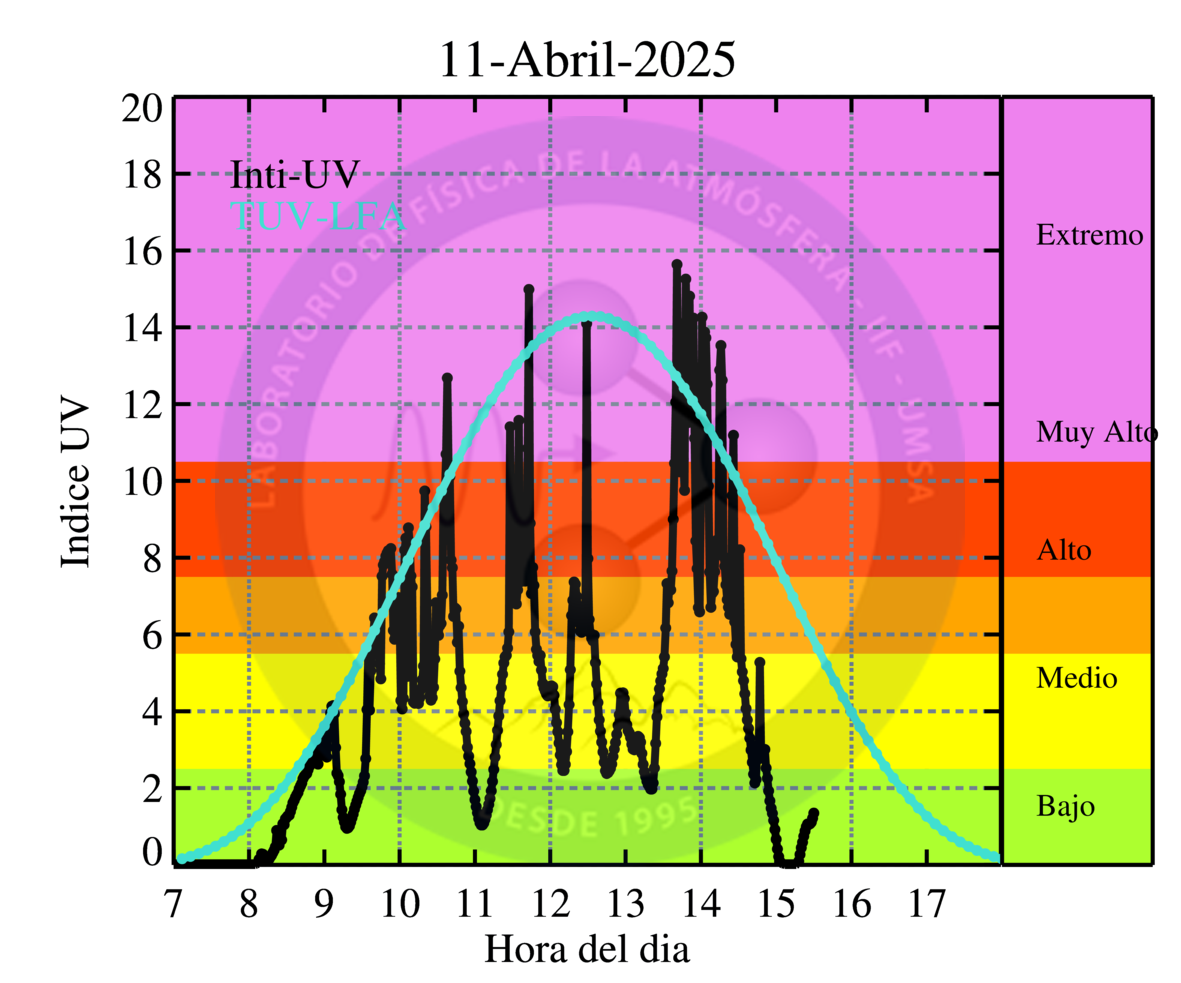 11-Abril-2025
20
18
16
14
12
10
8
6
4
2
0
Indice UV
Inti-UV
TUV-LFA
LABORATORIO DE FÍSICA DE LA ATMÓSFERA - IIF - UMSA
DESDE 1995
Extremo
Muy Alto
Alto
Medio
Bajo
7 8 9 10 11 12 13 14 15 16 17
Hora del dia